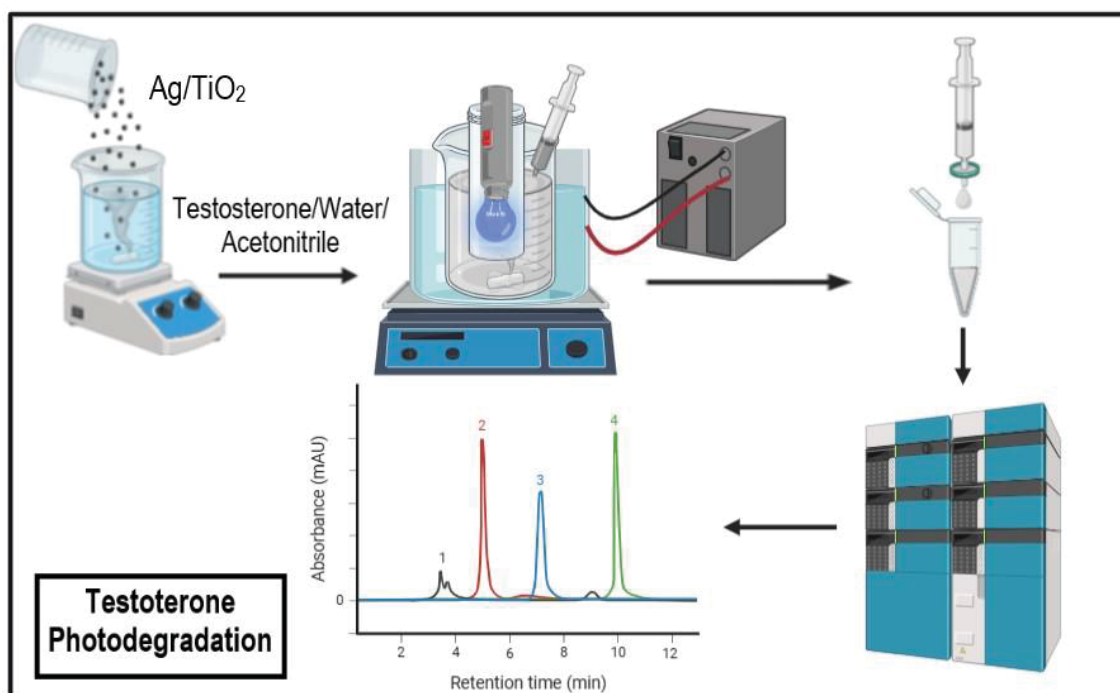 Ag/TiO₂
Testosterone/Water/
Acetonitrile
Absorbance (mAU)
0
1
2
3
4
2
4
6
8
10
12
Retention time (min)
Testoterone
Photodegradation